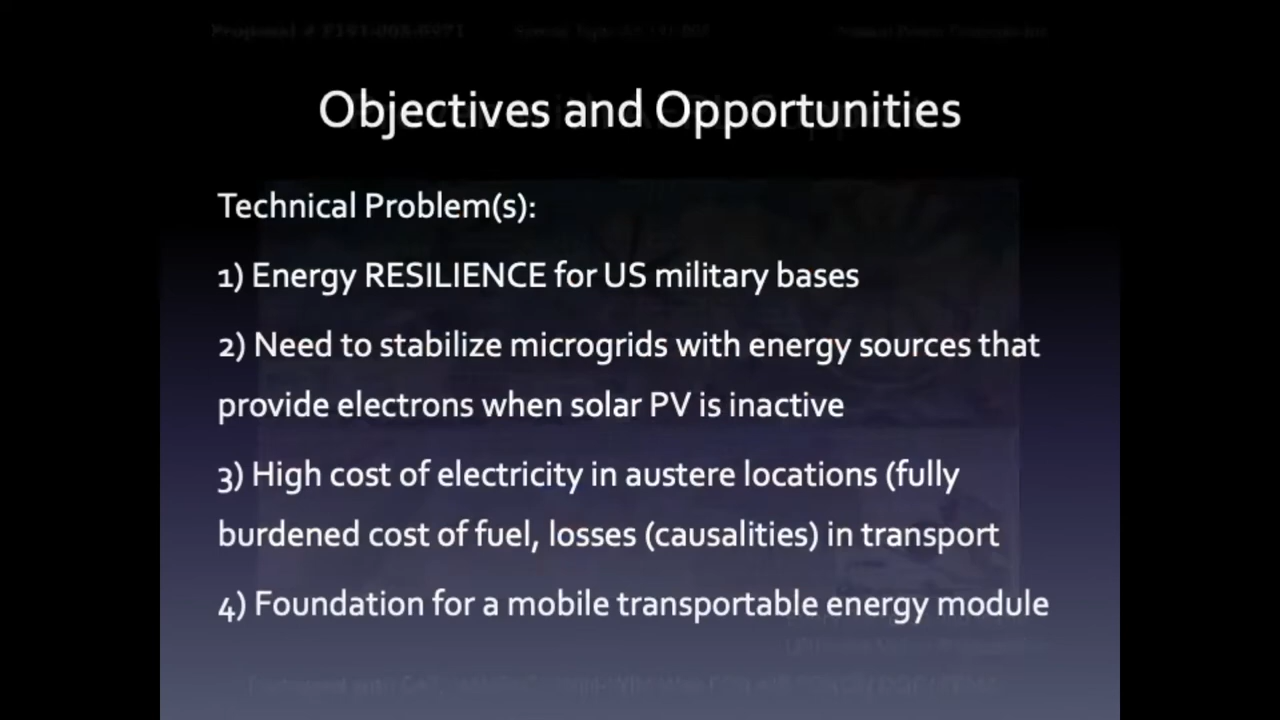 Objectives and Opportunities
Technical Problem(s):
1) Energy RESILIENCE for US military bases
2) Need to stabilize microgrids with energy sources that
provide electrons when solar PV is inactive
3) High cost of electricity in austere locations (fully
burdened cost of fuel, losses (causalities) in transport
4) Foundation for a mobile transportable energy module